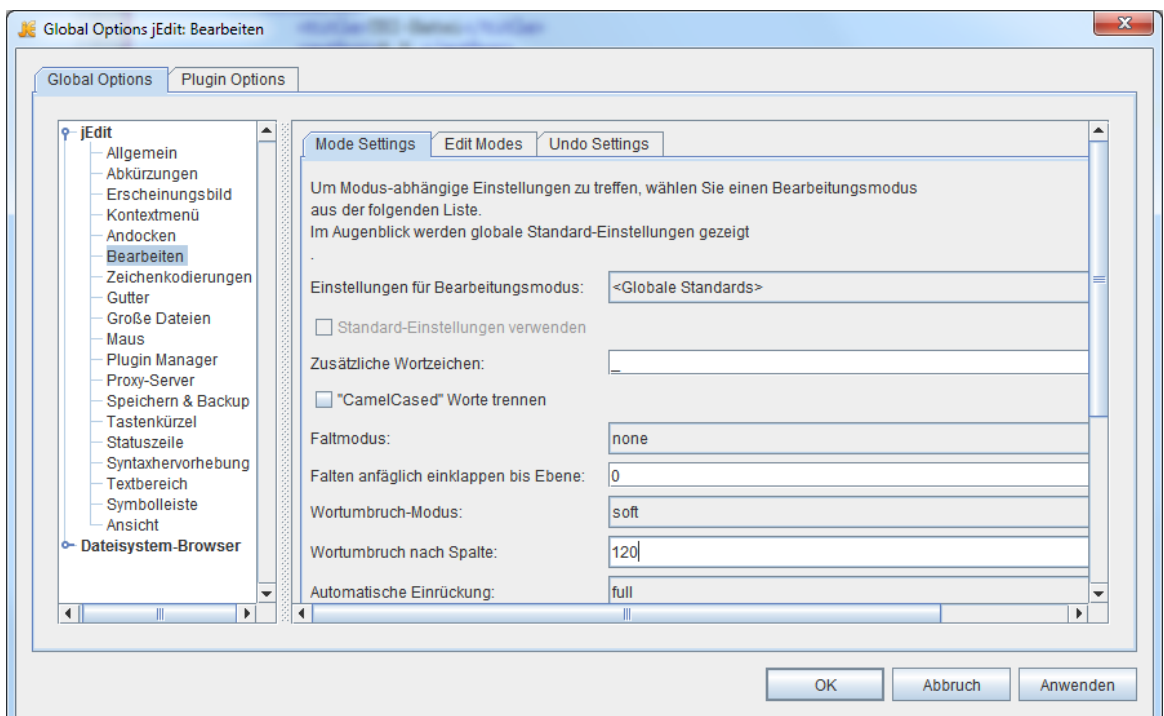 Global Options jEdit: Bearbeiten
Global Options
Plugin Options
jEdit
Allgemein
Abkürzungen
Erscheinungsbild
Kontextmenü
Andocken
Bearbeiten
Zeichenkodierungen
Gutter
Große Dateien
Maus
Plugin Manager
Proxy-Server
Speichern & Backup
Tastenkürzel
Statuszeile
Syntaxhervorhebung
Textbereich
Symbolleiste
Ansicht
Dateisystem-Browser
Mode Settings
Edit Modes
Undo Settings
Um Modus-abhängige Einstellungen zu treffen, wählen Sie einen Bearbeitungsmodus
aus der folgenden Liste.
Im Augenblick werden globale Standard-Einstellungen gezeigt
.
Einstellungen für Bearbeitungsmodus: <Globale Standards>
Standard-Einstellungen verwenden
Zusätzliche Wortzeichen: _
"CamelCased" Worte trennen
Faltmodus: none
Falten anfäglich einklappen bis Ebene: 0
Wortumbruch-Modus: soft
Wortumbruch nach Spalte: 120
Automatische Einrückung: full
OK
Abbruch
Anwenden